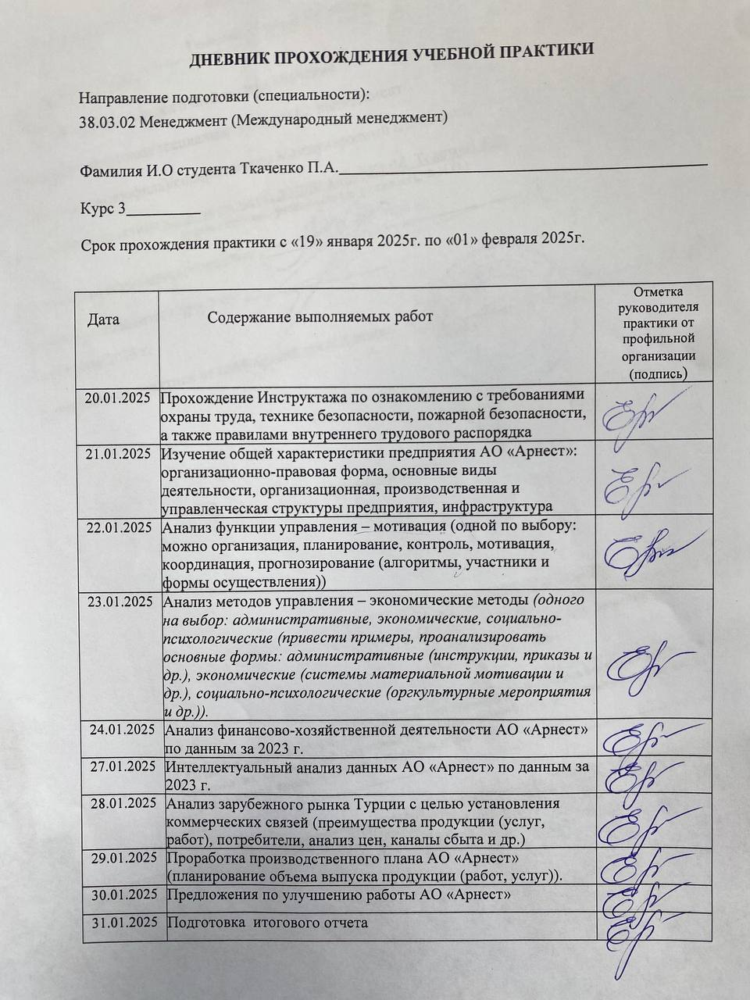 ДНЕВНИК ПРОХОЖДЕНИЯ УЧЕБНОЙ ПРАКТИКИ
Направление подготовки (специальности):
38.03.02 Менеджмент (Международный менеджмент)
Фамилия И.О студента Ткаченко П.А.
Курс 3
Срок прохождения практики с «19» января 2025г. по «01» февраля 2025г.
Дата
Содержание выполняемых работ
Отметка
руководителя
практики от
профильной
организации
(подпись)
20.01.2025
Прохождение Инструктажа по ознакомлению с требованиями
охраны труда, технике безопасности, пожарной безопасности,
а также правилами внутреннего трудового распорядка
21.01.2025
Изучение общей характеристики предприятия АО «Арнест»:
организационно-правовая форма, основные виды
деятельности, организационная, производственная и
управленческая структуры предприятия, инфраструктура
22.01.2025
Анализ функции управления – мотивация (одной по выбору:
можно организация, планирование, контроль, мотивация,
координация, прогнозирование (алгоритмы, участники и
формы осуществления))
23.01.2025
Анализ методов управления – экономические методы (одного
на выбор: административные, экономические, социально-
психологические (привести примеры, проанализировать
основные формы: административные (инструкции, приказы и
др.), экономические (системы материальной мотивации и
др.), социально-психологические (оргкультурные мероприятия
и др.)).
24.01.2025
Анализ финансово-хозяйственной деятельности АО «Арнест»
по данным за 2023 г.
27.01.2025
Интеллектуальный анализ данных АО «Арнест» по данным за
2023 г.
28.01.2025
Анализ зарубежного рынка Турции с целью установления
коммерческих связей (преимущества продукции (услуг,
работ), потребители, анализ цен, каналы сбыта и др.)
29.01.2025
Проработка производственного плана АО «Арнест»
(планирование объема выпуска продукции (работ, услуг)).
30.01.2025
Предложения по улучшению работы АО «Арнест»
31.01.2025
Подготовка итогового отчета